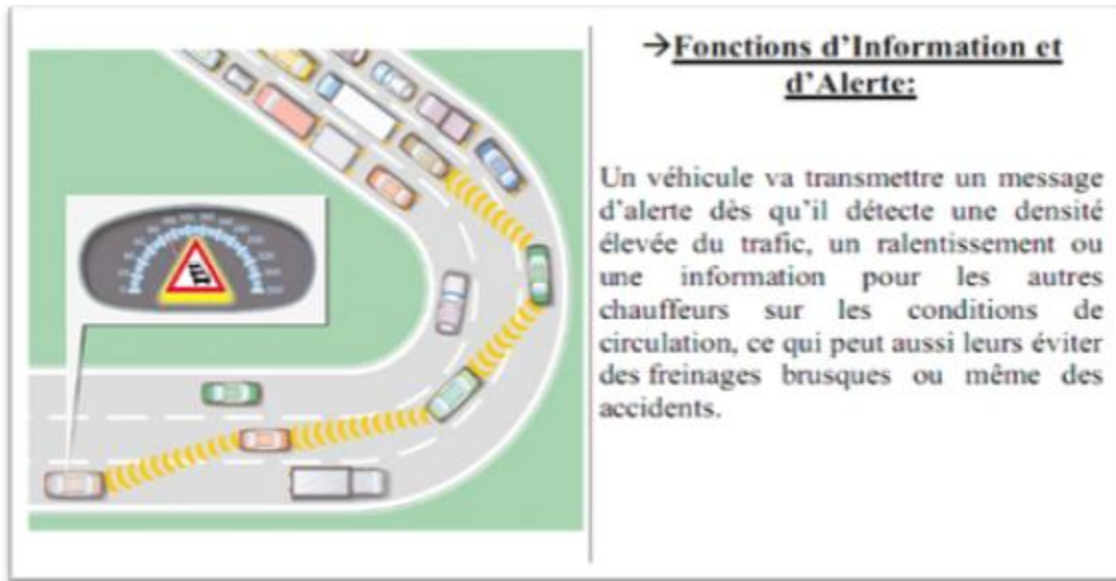 →Fonctions d'Information et
d'Alerte:
Un véhicule va transmettre un message
d'alerte dès qu'il détecte une densité
élevée du trafic, un ralentissement ou
une information pour les autres
chauffeurs sur les conditions de
circulation, ce qui peut aussi leurs éviter
des freinages brusques ou même des
accidents.